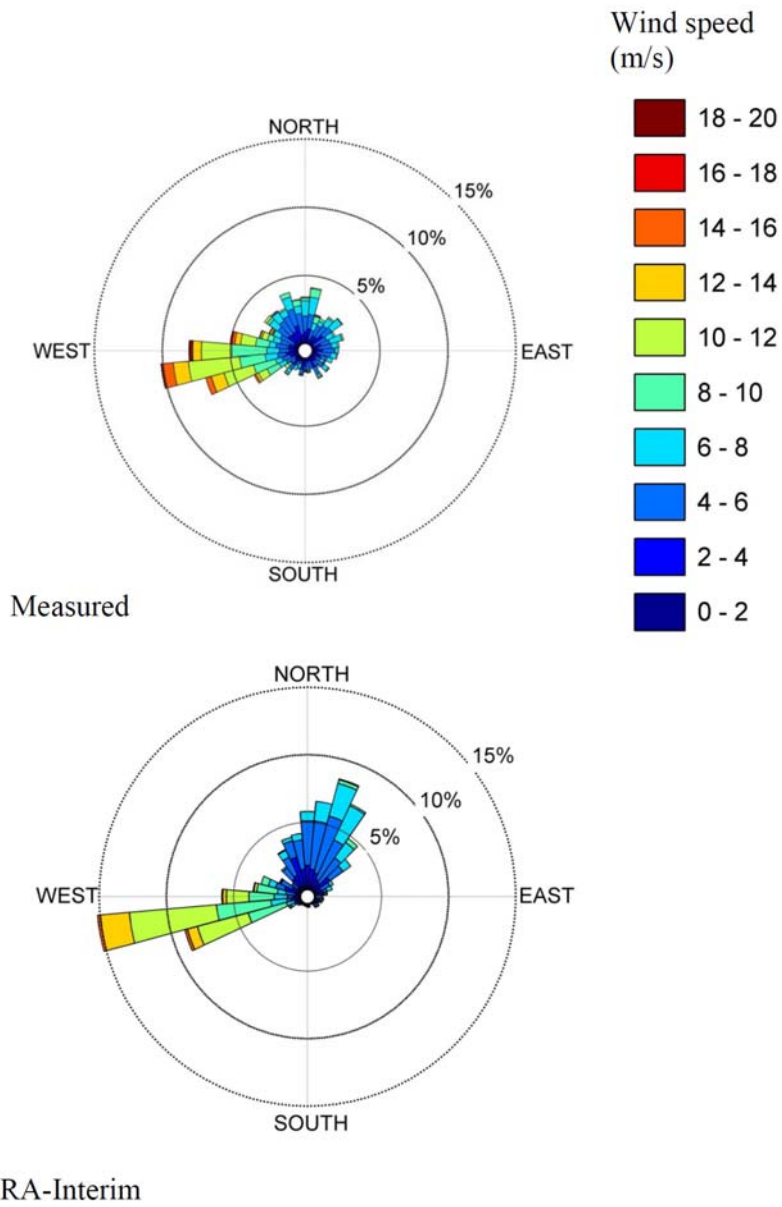 Wind speed
(m/s)
18 - 20
16 - 18
14 - 16
12 - 14
10 - 12
8 - 10
6 - 8
4 - 6
2 - 4
0 - 2
NORTH
15%
10%
5%
WEST
EAST
SOUTH
Measured
NORTH
15%
10%
5%
WEST
EAST
SOUTH
RA-Interim